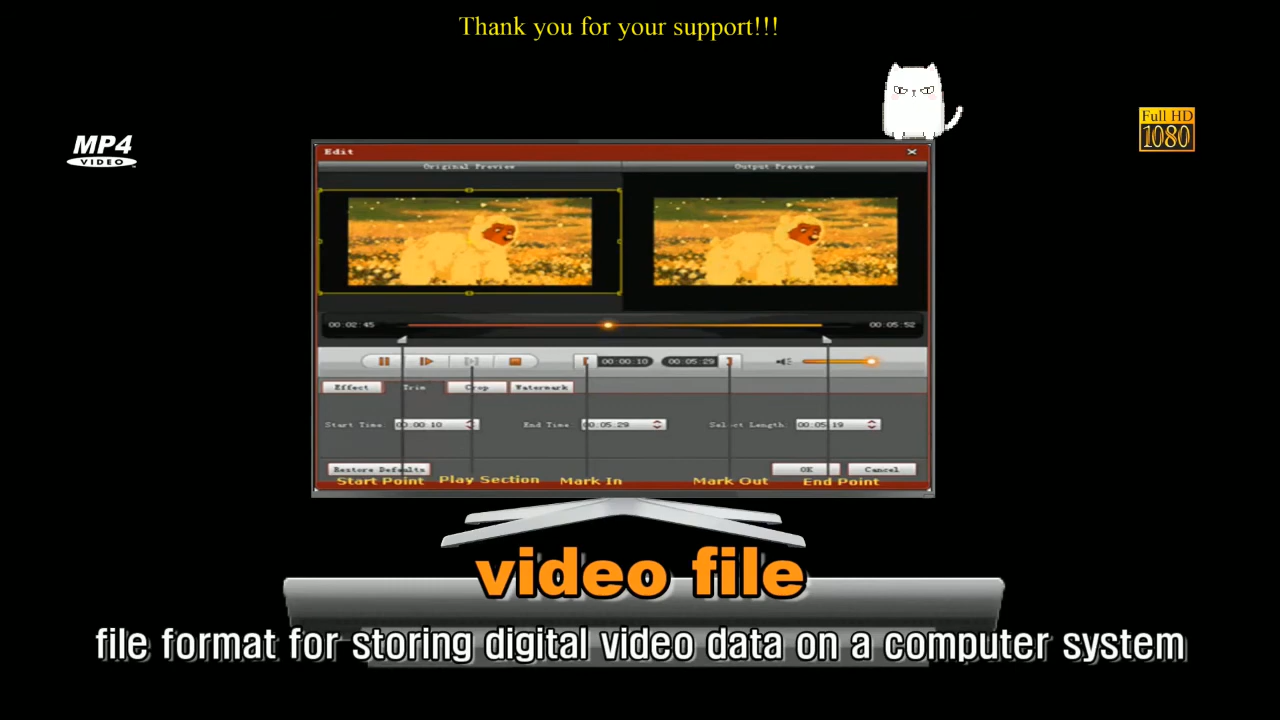 Thank you for your support!!!
MP4
VIDEO
Full HD
1080
Edit
Original Preview
Output Preview
00:02:45
00:05:52
00:00:10
00:05:29
Effect
Trim
Crop
Watermark
Start Time:
00:00:10
End Time:
00:05:29
Select Length:
00:05:19
Restore Defaults
OK
Cancel
Start Point
Play Section
Mark In
Mark Out
End Point
video file
file format for storing digital video data on a computer system